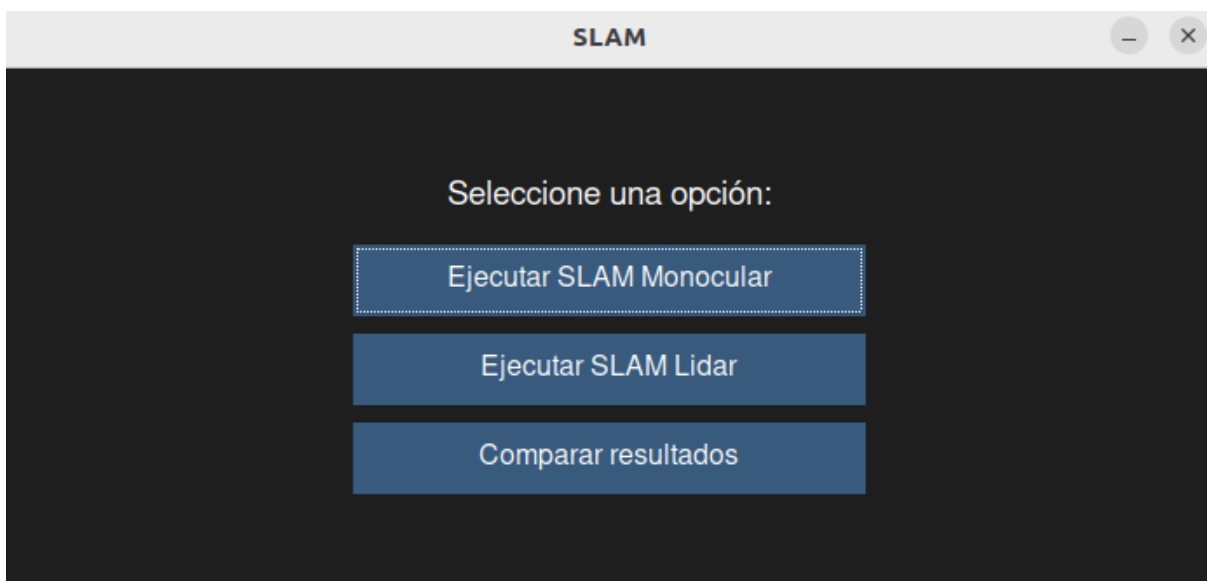 SLAM
Seleccione una opción:
Ejecutar SLAM Monocular
Ejecutar SLAM Lidar
Comparar resultados